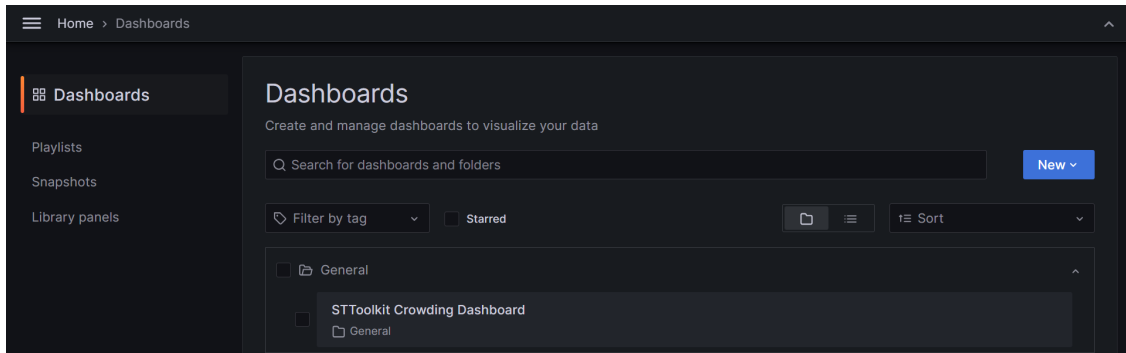 Home › Dashboards
Dashboards
Playlists
Snapshots
Library panels
Dashboards
Create and manage dashboards to visualize your data
Search for dashboards and folders
New
Filter by tag
Starred
Sort
General
STToolkit Crowding Dashboard
General